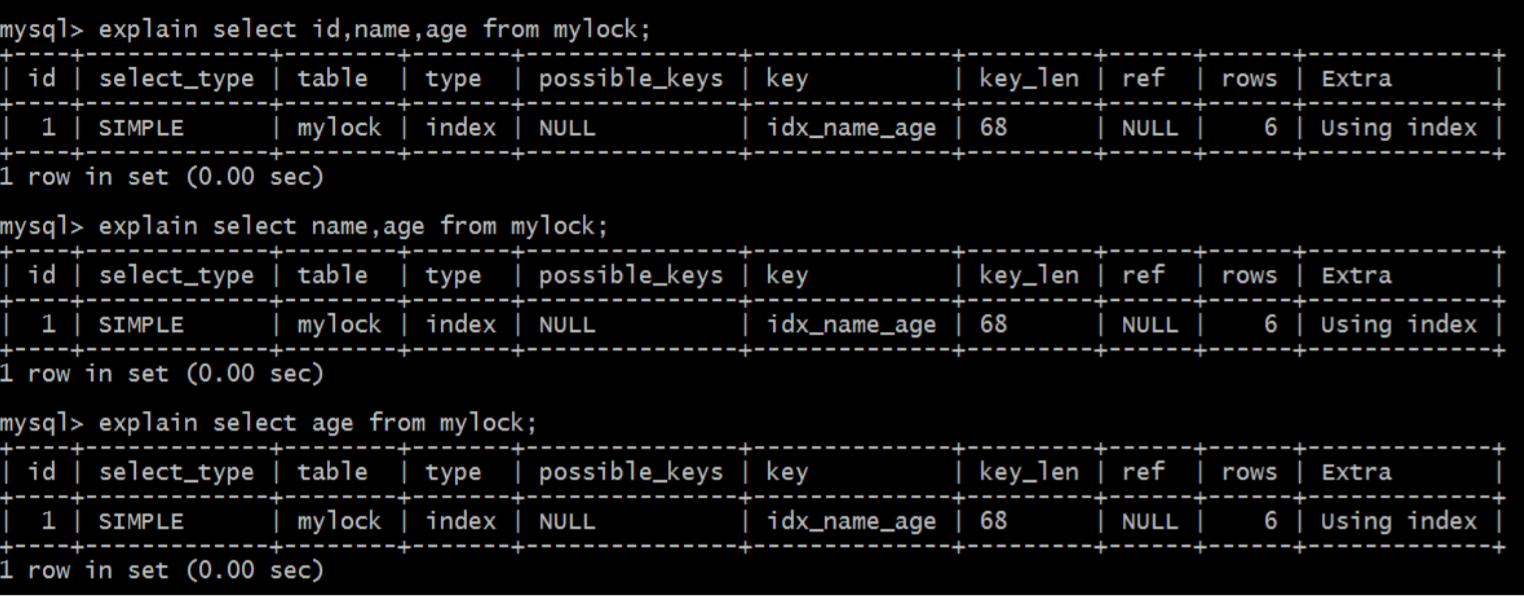 mysql> explain select id,name,age from mylock;
+----+-------------+--------+-------+---------------+--------------+---------+------+------+-------------+
| id | select_type | table  | type  | possible_keys | key          | key_len | ref  | rows | Extra       |
+----+-------------+--------+-------+---------------+--------------+---------+------+------+-------------+
|  1 | SIMPLE      | mylock | index | NULL          | idx_name_age | 68      | NULL |    6 | Using index |
+----+-------------+--------+-------+---------------+--------------+---------+------+------+-------------+
1 row in set (0.00 sec)
mysql> explain select name,age from mylock;
+----+-------------+--------+-------+---------------+--------------+---------+------+------+-------------+
| id | select_type | table  | type  | possible_keys | key          | key_len | ref  | rows | Extra       |
+----+-------------+--------+-------+---------------+--------------+---------+------+------+-------------+
|  1 | SIMPLE      | mylock | index | NULL          | idx_name_age | 68      | NULL |    6 | Using index |
+----+-------------+--------+-------+---------------+--------------+---------+------+------+-------------+
1 row in set (0.00 sec)
mysql> explain select age from mylock;
+----+-------------+--------+-------+---------------+--------------+---------+------+------+-------------+
| id | select_type | table  | type  | possible_keys | key          | key_len | ref  | rows | Extra       |
+----+-------------+--------+-------+---------------+--------------+---------+------+------+-------------+
|  1 | SIMPLE      | mylock | index | NULL          | idx_name_age | 68      | NULL |    6 | Using index |
+----+-------------+--------+-------+---------------+--------------+---------+------+------+-------------+
1 row in set (0.00 sec)